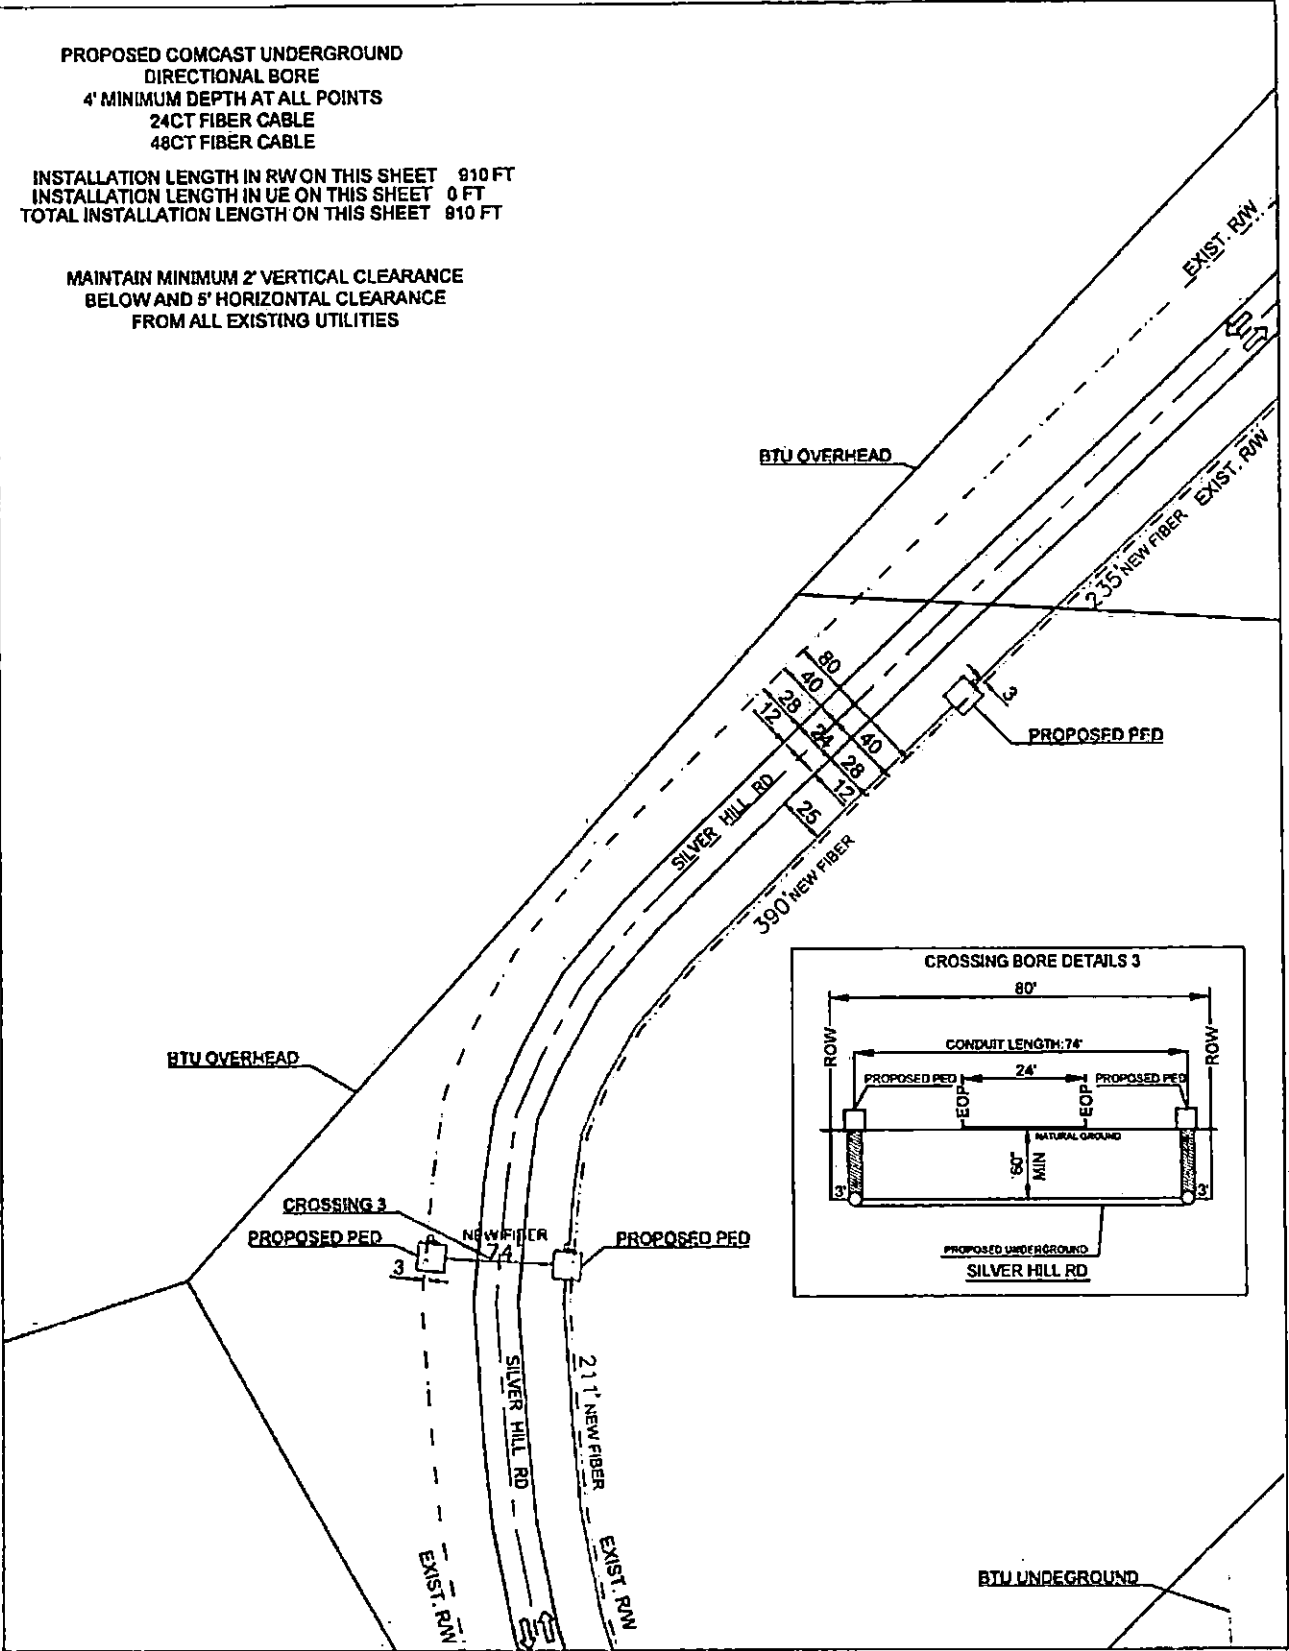 PROPOSED COMCAST UNDERGROUND
DIRECTIONAL BORE
4' MINIMUM DEPTH AT ALL POINTS
24CT FIBER CABLE
48CT FIBER CABLE
INSTALLATION LENGTH IN RW ON THIS SHEET 910 FT
INSTALLATION LENGTH IN UE ON THIS SHEET 0 FT
TOTAL INSTALLATION LENGTH ON THIS SHEET 910 FT
MAINTAIN MINIMUM 2' VERTICAL CLEARANCE
BELOW AND 5' HORIZONTAL CLEARANCE
FROM ALL EXISTING UTILITIES
EXIST. R/W
BTU OVERHEAD
235' NEW FIBER EXIST. R/W
80
40
28
12
24
40
28
12
25
3
PROPOSED PED
SILVER HILL RD
390' NEW FIBER
CROSSING BORE DETAILS 3
80'
ROW
ROW
CONDUIT LENGTH: 74'
PROPOSED PED
24'
PROPOSED PED
EOP
EOP
NATURAL GROUND
60"
MIN
3'
3'
PROPOSED UNDERGROUND
SILVER HILL RD
BTU OVERHEAD
CROSSING 3
PROPOSED PED
NEW FIBER
74
PROPOSED PED
3
SILVER HILL RD
211' NEW FIBER
EXIST. R/W
EXIST. R/W
BTU UNDEGROUND